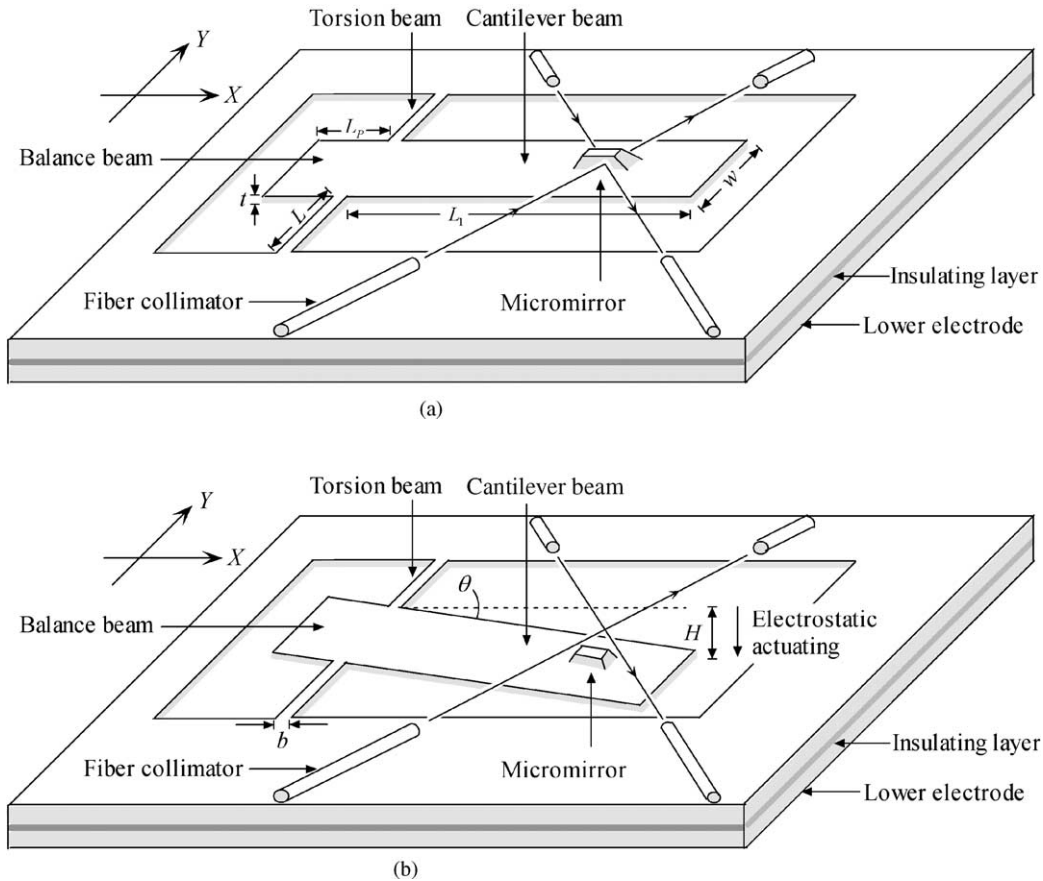 Torsion beam
Cantilever beam
Y
X
L_P
Balance beam
t
L
L_1
w
Fiber collimator
Micromirror
Insulating layer
Lower electrode
(a)
Torsion beam
Cantilever beam
Y
X
θ
Balance beam
H
Electrostatic
actuating
b
Fiber collimator
Micromirror
Insulating layer
Lower electrode
(b)